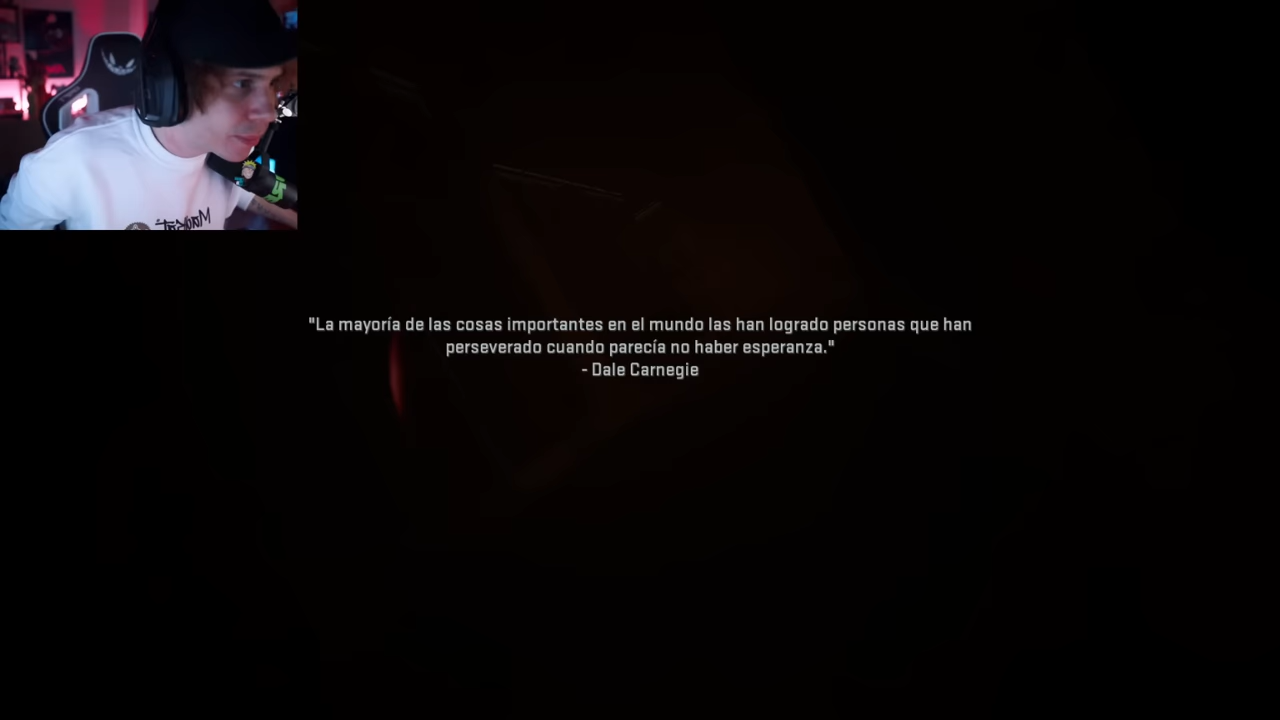 "La mayoría de las cosas importantes en el mundo las han logrado personas que han
perseverado cuando parecía no haber esperanza."
- Dale Carnegie